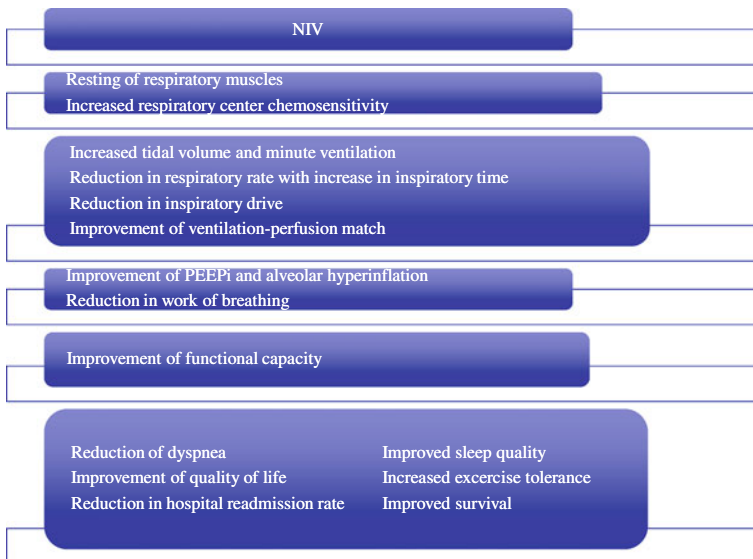 NIV
Resting of respiratory muscles
Increased respiratory center chemosensitivity
Increased tidal volume and minute ventilation
Reduction in respiratory rate with increase in inspiratory time
Reduction in inspiratory drive
Improvement of ventilation-perfusion match
Improvement of PEEPi and alveolar hyperinflation
Reduction in work of breathing
Improvement of functional capacity
Reduction of dyspnea
Improvement of quality of life
Reduction in hospital readmission rate
Improved sleep quality
Increased excercise tolerance
Improved survival